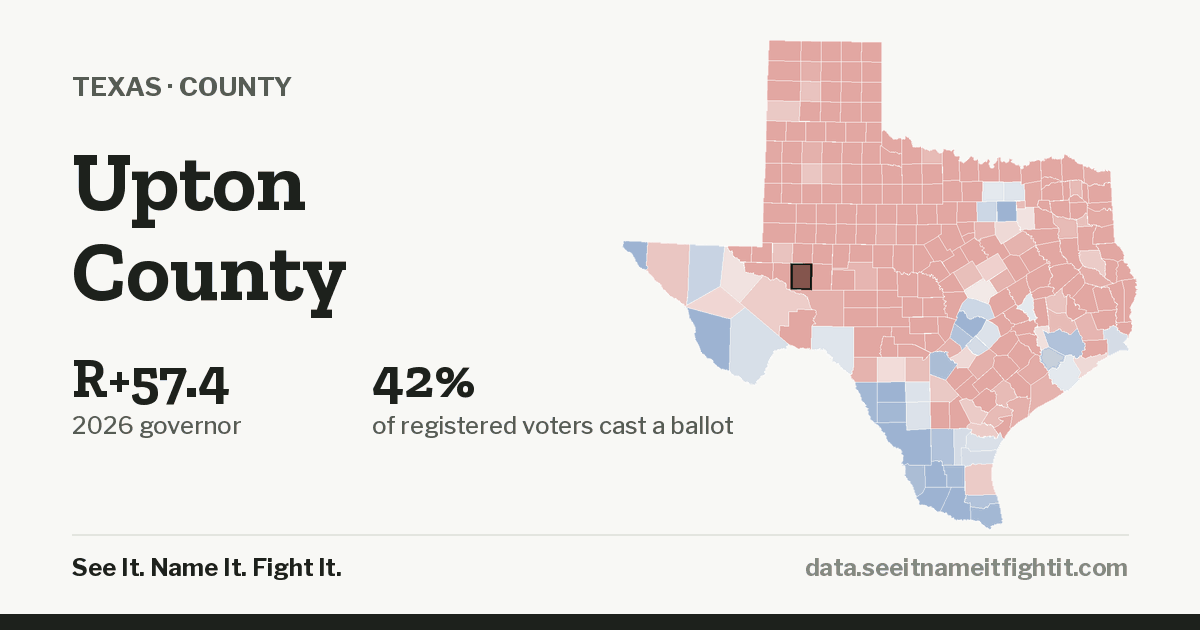 TEXAS · COUNTY
Upton
County
R+57.4
2026 governor
42%
of registered voters cast a ballot
See It. Name It. Fight It.
data.seeitnameitfightit.com